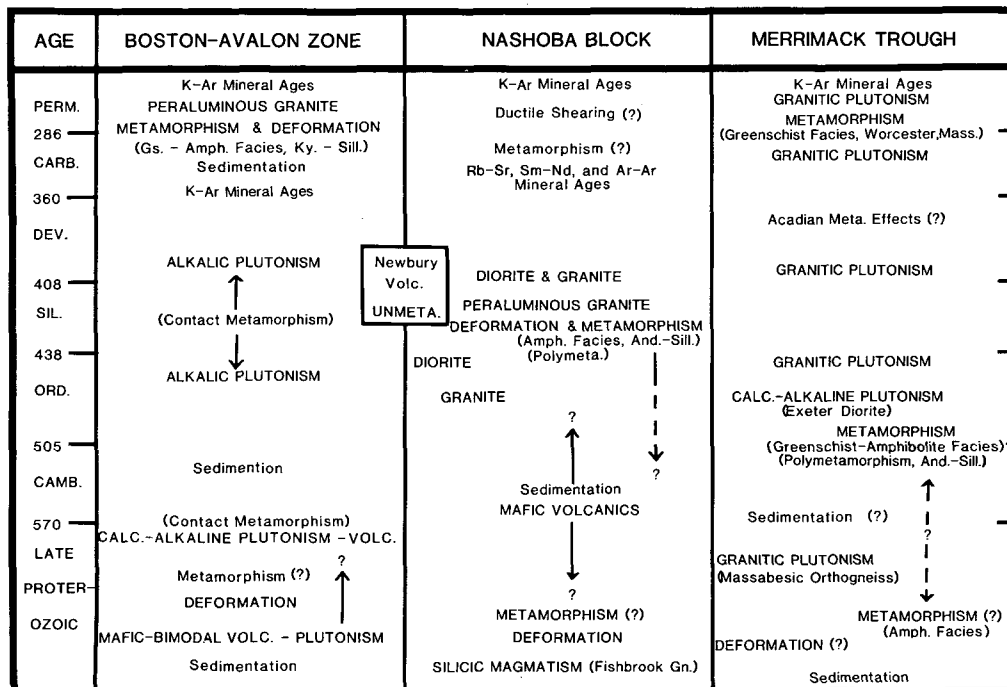 AGE
BOSTON-AVALON ZONE
NASHOBA BLOCK
MERRIMACK TROUGH
PERM.
286
CARB.
360
DEV.
408
SIL.
438
ORD.
505
CAMB.
570
LATE
PROTER-
OZOIC
K-Ar Mineral Ages
PERALUMINOUS GRANITE
METAMORPHISM & DEFORMATION
(Gs. - Amph. Facies, Ky. - Sill.)
Sedimentation
K-Ar Mineral Ages
ALKALIC PLUTONISM
(Contact Metamorphism)
ALKALIC PLUTONISM
Sedimention
(Contact Metamorphism)
CALC.-ALKALINE PLUTONISM -VOLC.
?
Metamorphism (?)
DEFORMATION
MAFIC-BIMODAL VOLC. - PLUTONISM
Sedimentation
Newbury
Volc.
UNMETA.
K-Ar Mineral Ages
Ductile Shearing (?)
Metamorphism (?)
Rb-Sr, Sm-Nd, and Ar-Ar
Mineral Ages
DIORITE & GRANITE
PERALUMINOUS GRANITE
DEFORMATION & METAMORPHISM
(Amph. Facies, And.-Sill.)
(Polymeta.)
DIORITE
GRANITE
?
?
Sedimentation
MAFIC VOLCANICS
?
METAMORPHISM (?)
DEFORMATION
SILICIC MAGMATISM (Fishbrook Gn.)
K-Ar Mineral Ages
GRANITIC PLUTONISM
METAMORPHISM
(Greenschist Facies, Worcester,Mass.)
GRANITIC PLUTONISM
Acadian Meta. Effects (?)
GRANITIC PLUTONISM
GRANITIC PLUTONISM
CALC.-ALKALINE PLUTONISM
(Exeter Diorite)
METAMORPHISM
(Greenschist-Amphibolite Facies)
(Polymetamorphism, And.-Sill.)
Sedimentation (?)
?
GRANITIC PLUTONISM
(Massabesic Orthogneiss)
METAMORPHISM (?)
(Amph. Facies)
DEFORMATION (?)
Sedimentation